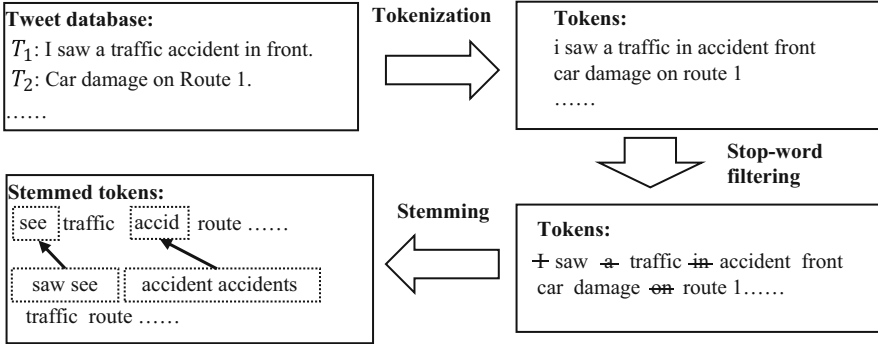 Tweet database:
T1: I saw a traffic accident in front.
T2: Car damage on Route 1.
……
Tokenization
Tokens:
i saw a traffic in accident front
car damage on route 1
……
Stop-word
filtering
Tokens:
I saw a traffic in accident front
car damage on route 1……
Stemming
Stemmed tokens:
see traffic accid route ……
saw see accident accidents
traffic route ……